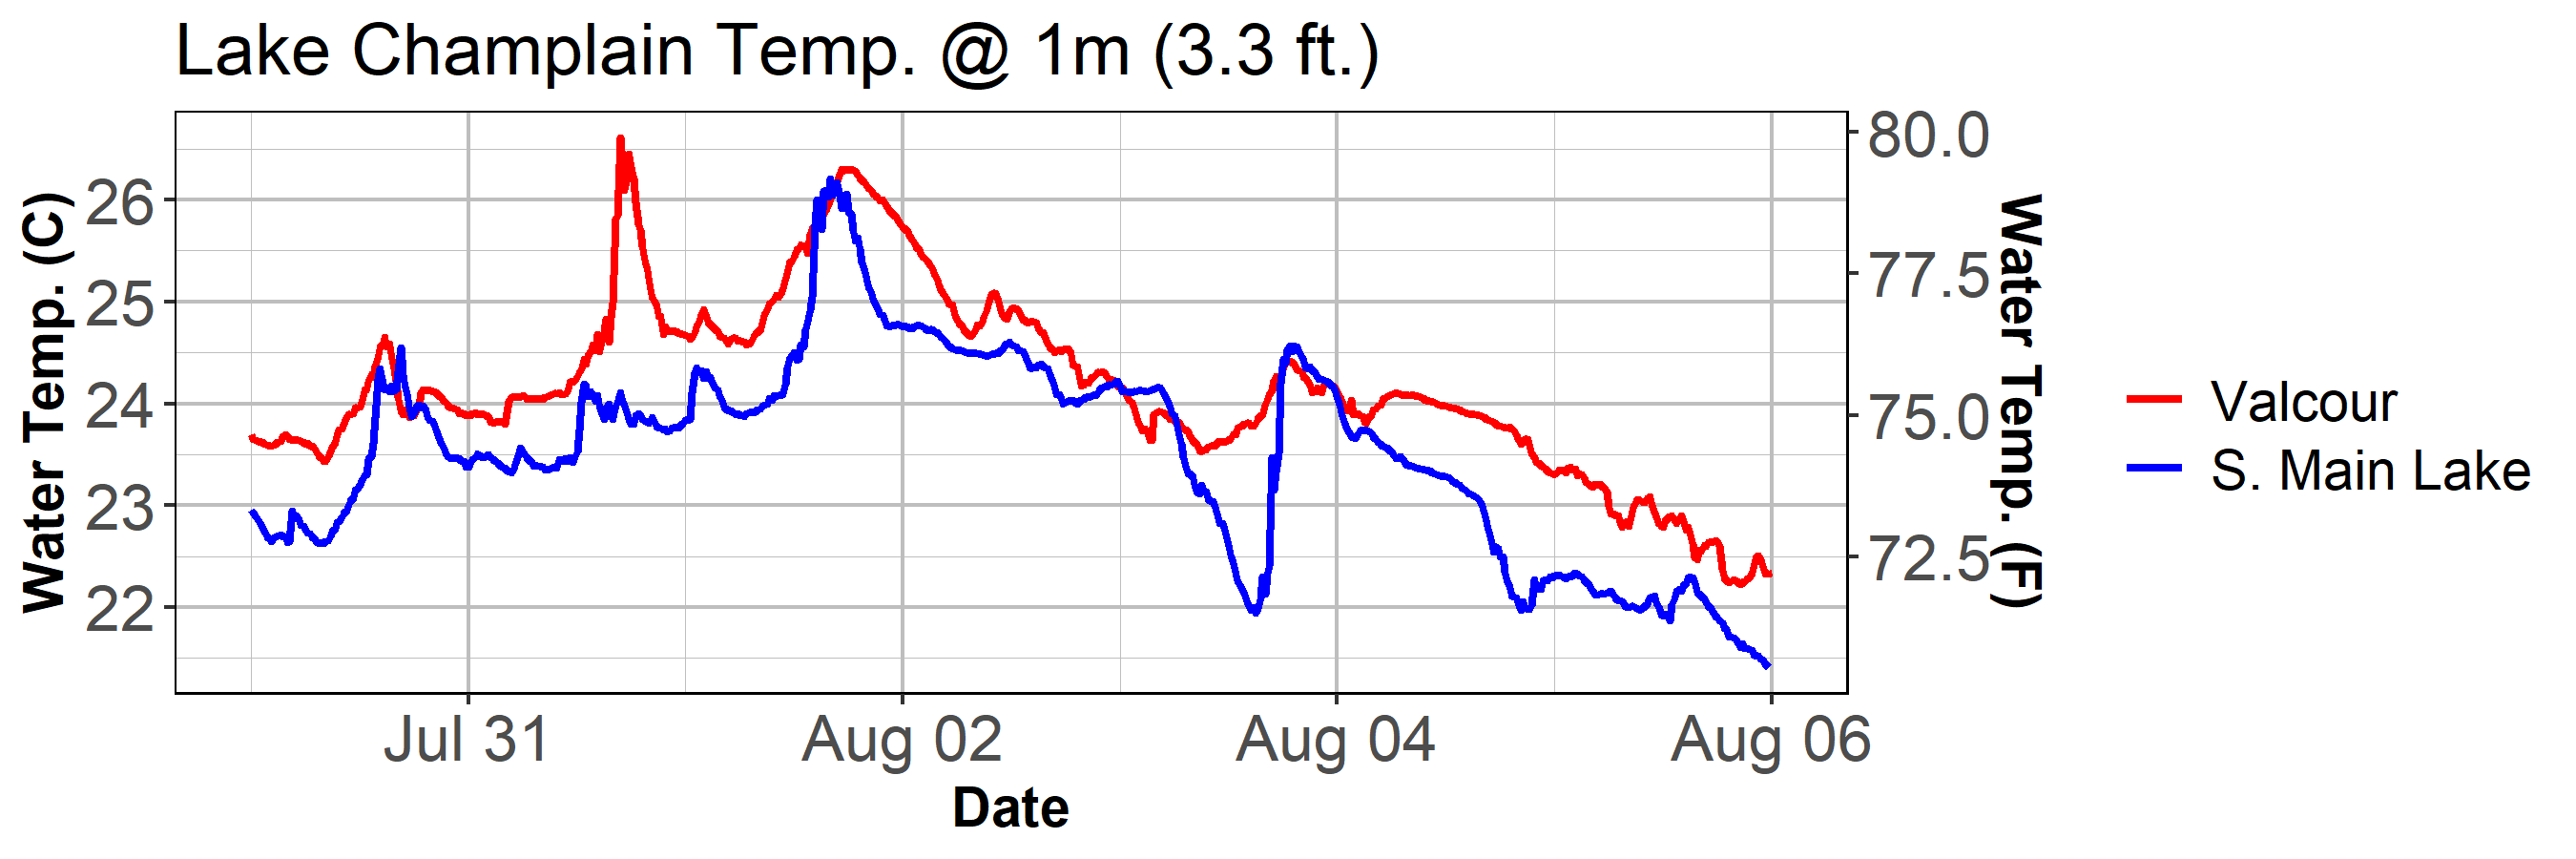 Lake Champlain Temp. @ 1m (3.3 ft.)
Water Temp. (C)
26
25
24
23
22
80.0
77.5
75.0
72.5
Water Temp. (F)
Jul 31
Aug 02
Aug 04
Aug 06
Date
Valcour
S. Main Lake